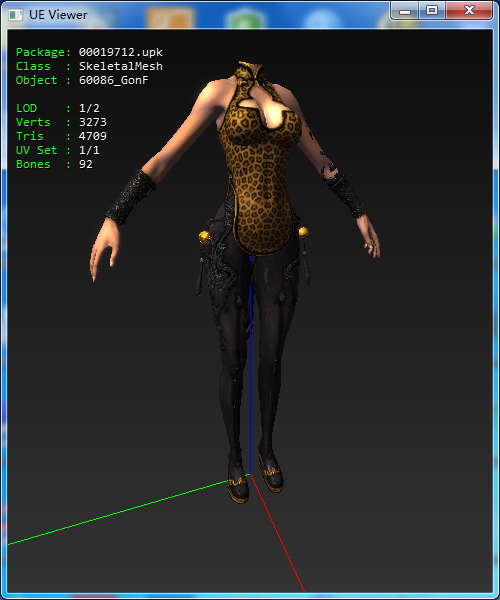 UE Viewer
Package: 00019712.upk
Class : SkeletalMesh
Object : 60086_GonF
LOD : 1/2
Verts : 3273
Tris : 4709
UV Set : 1/1
Bones : 92